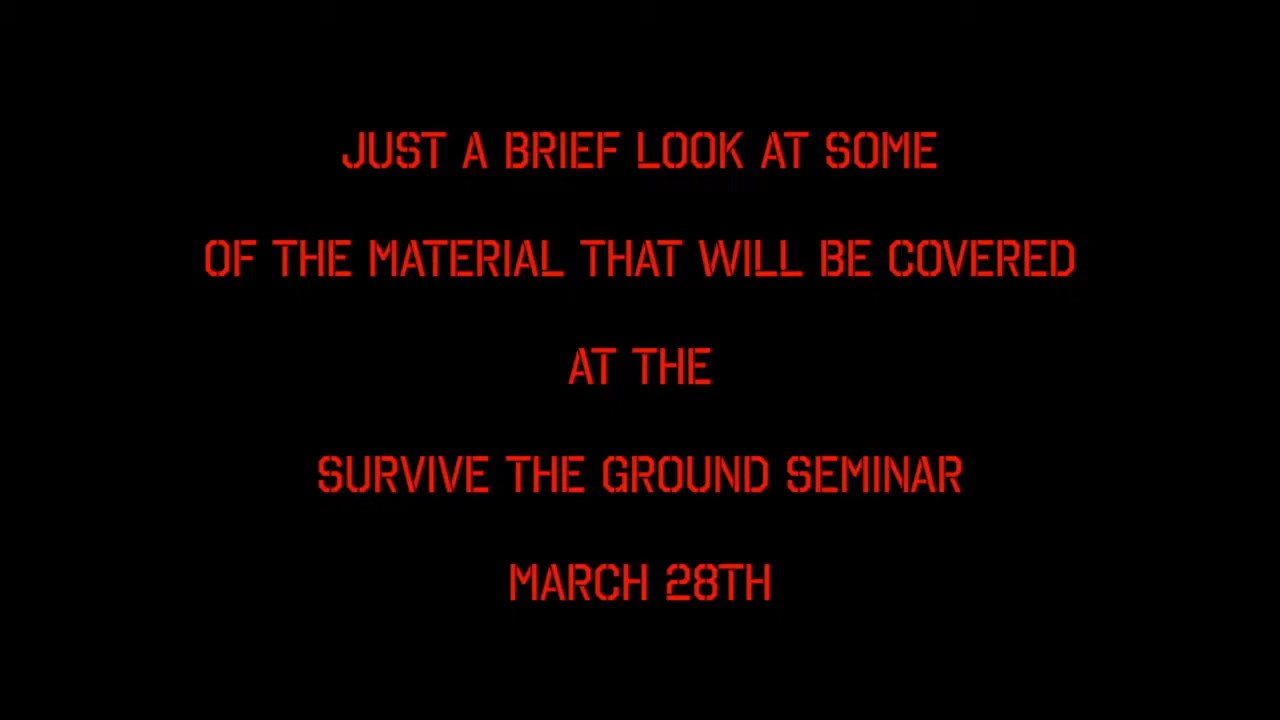 JUST A BRIEF LOOK AT SOME
OF THE MATERIAL THAT WILL BE COVERED
AT THE
SURVIVE THE GROUND SEMINAR
MARCH 28TH